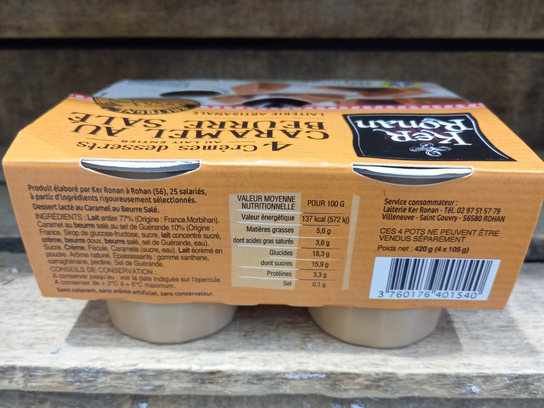 Ker
Ronan
4 Crèmes desserts
AU LAIT ENTIER
CARAMEL AU
BEURRE SALÉ
LAITERIE ARTISANALE
Produit élaboré par Ker Ronan à Rohan (56), 25 salariés,
à partir d'ingrédients rigoureusement sélectionnés.
Dessert lacté au Caramel au Beurre Salé.
INGRÉDIENTS : Lait entier 77% (Origine : France.Morbihan).
Caramel au beurre salé au sel de Guérande 10% (Origine :
France. Sirop de glucose-fructose, sucre, lait concentré sucré,
crème, beurre doux, beurre salé, sel de Guérande, eau).
Sucre. Crème. Fécule. Caramels (sucre, eau). Lait écrémé en
poudre. Arôme naturel. Épaississants : gomme xanthane,
carraghénane, pectine. Sel de Guérande.
CONSEILS DE CONSERVATION :
A conserver jusqu'au : voir la date indiquée sur l'opercule.
A conserver de +2°C à + 6°C maximum.
Sans colorant, sans arôme artificiel, sans conservateur.
VALEUR MOYENNE
NUTRITIONNELLE POUR 100 G
Valeur énergétique 137 kcal (572 kj)
Matières grasses 5,6 g
dont acides gras saturés 3,6 g
Glucides 18,3 g
dont sucres 15,9 g
Protéines 3,3 g
Sel 0,1 g
Service consommateur :
Laiterie Ker Ronan - Tél. 02 97 51 57 79
Villeneuve - Saint Gouvry - 56580 ROHAN
CES 4 POTS NE PEUVENT ÊTRE
VENDUS SÉPARÉMENT
Poids net : 420 g (4 x 105 g)
3 760176 401540